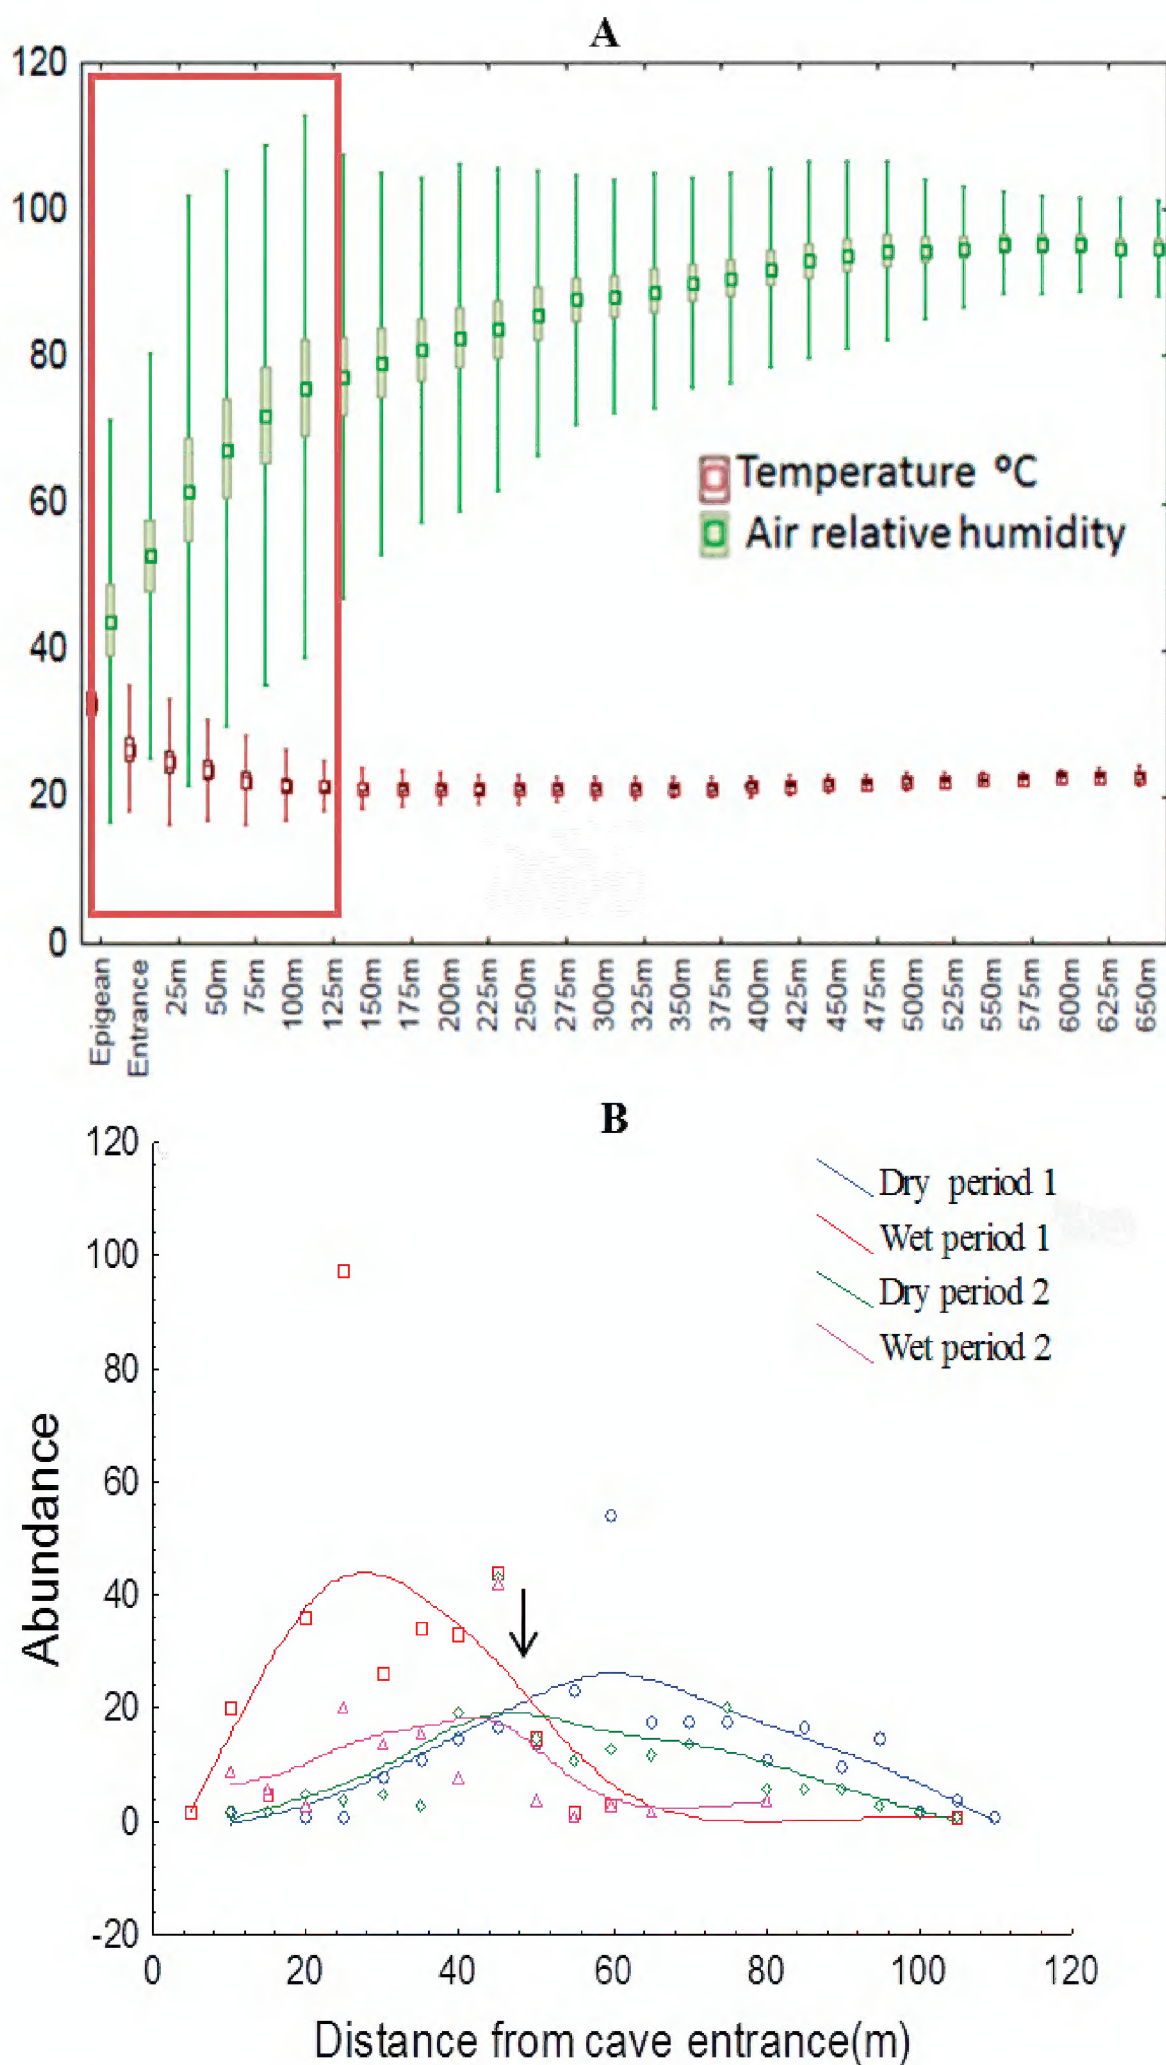 A
120
100
80
60
40
20
0
Temperature ºC
Air relative humidity
Epigean
Entrance
25m
50m
75m
100m
125m
150m
175m
200m
225m
250m
275m
300m
325m
350m
375m
400m
425m
450m
475m
500m
525m
550m
575m
600m
625m
650m
B
120
100
80
60
40
20
0
-20
Abundance
Dry period 1
Wet period 1
Dry period 2
Wet period 2
0 20 40 60 80 100 120
Distance from cave entrance(m)